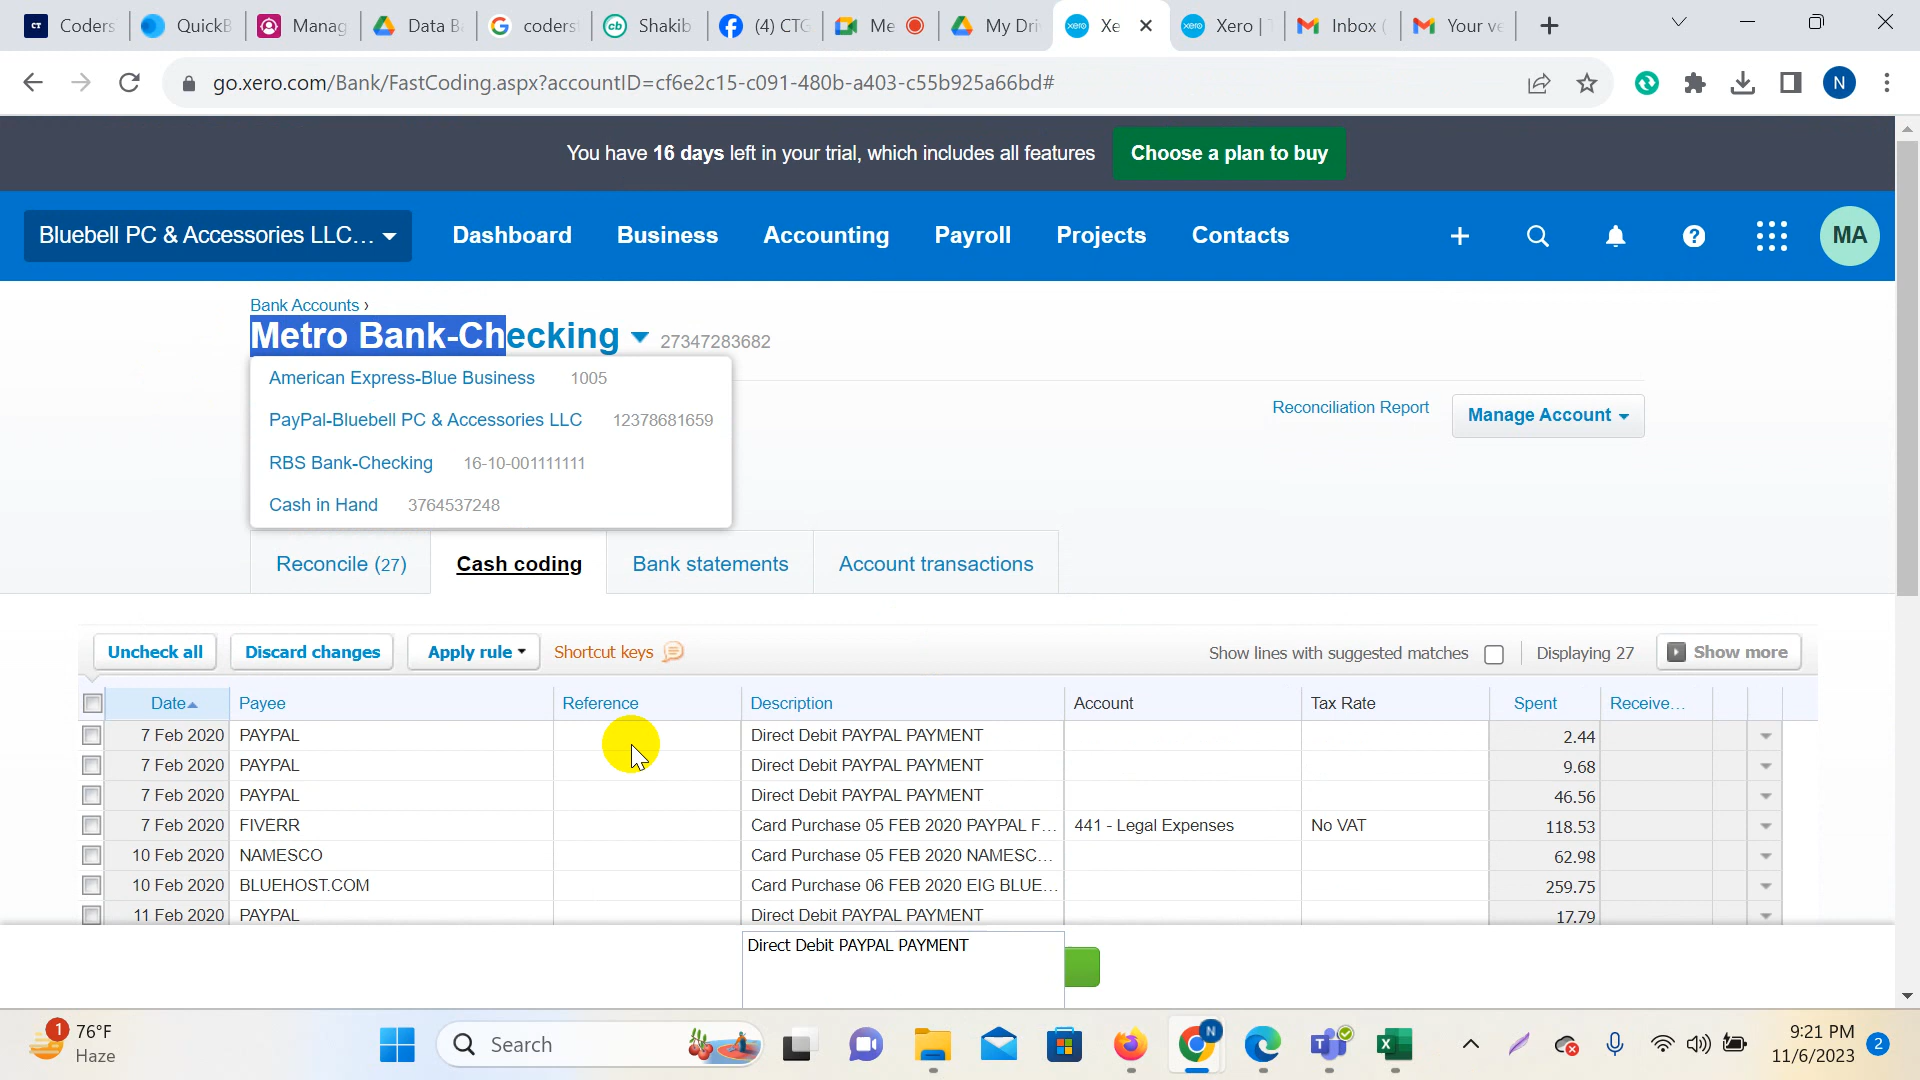 Coders
QuickB
Manag
Data B
coders
Shakib
(4) CTG
Me
My Dri
Xe
Xero | T
Inbox (
Your ve
go.xero.com/Bank/FastCoding.aspx?accountID=cf6e2c15-c091-480b-a403-c55b925a66bd#
N
You have 16 days left in your trial, which includes all features
Choose a plan to buy
Bluebell PC & Accessories LLC...
Dashboard
Business
Accounting
Payroll
Projects
Contacts
MA
Bank Accounts ›
Metro Bank-Checking 27347283682
American Express-Blue Business 1005
PayPal-Bluebell PC & Accessories LLC 12378681659
RBS Bank-Checking 16-10-001111111
Cash in Hand 3764537248
Reconciliation Report
Manage Account
Reconcile (27)
Cash coding
Bank statements
Account transactions
Uncheck all
Discard changes
Apply rule
Shortcut keys
Show lines with suggested matches
Displaying 27
Show more
Date Payee Reference Description Account Tax Rate Spent Receive...
7 Feb 2020 PAYPAL Direct Debit PAYPAL PAYMENT 2.44
7 Feb 2020 PAYPAL Direct Debit PAYPAL PAYMENT 9.68
7 Feb 2020 PAYPAL Direct Debit PAYPAL PAYMENT 46.56
7 Feb 2020 FIVERR Card Purchase 05 FEB 2020 PAYPAL F... 441 - Legal Expenses No VAT 118.53
10 Feb 2020 NAMESCO Card Purchase 05 FEB 2020 NAMESC... 62.98
10 Feb 2020 BLUEHOST.COM Card Purchase 06 FEB 2020 EIG BLUE... 259.75
11 Feb 2020 PAYPAL Direct Debit PAYPAL PAYMENT 17.79
Direct Debit PAYPAL PAYMENT
1
76°F
Haze
Search
N
9:21 PM
11/6/2023
2